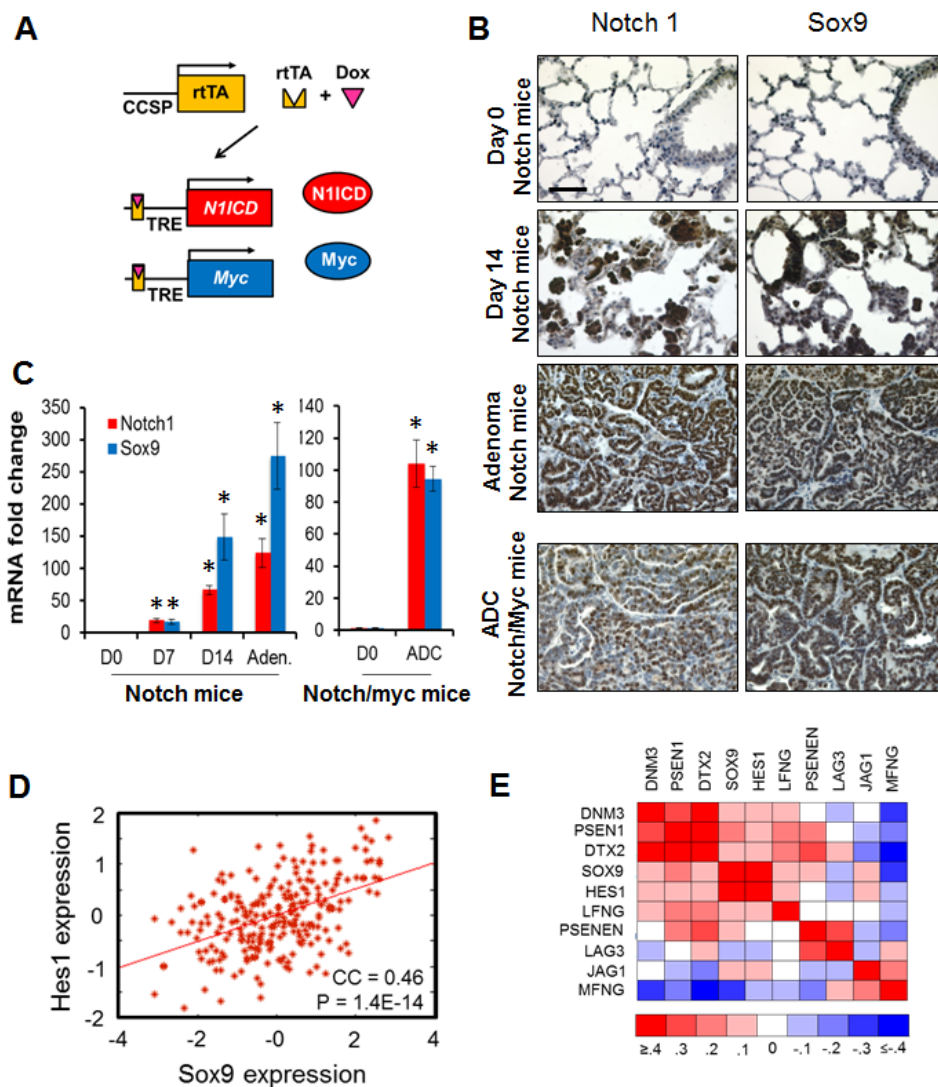 A
CCSP
rtTA
rtTA + Dox
TRE
N1ICD
N1ICD
TRE
Myc
Myc
B
Notch 1
Sox9
Day 0
Notch mice
Day 14
Notch mice
Adenoma
Notch mice
ADC
Notch/Myc mice
C
mRNA fold change
350
300
250
200
150
100
50
0
Notch1
Sox9
* * * * * *
D0 D7 D14 Aden.
Notch mice
140
120
100
80
60
40
20
0
* *
D0 ADC
Notch/myc mice
D
Hes1 expression
2
1
0
-1
-2
CC = 0.46
P = 1.4E-14
-4 -2 -0 2 4
Sox9 expression
E
DNM3 PSEN1 DTX2 SOX9 HES1 LFNG PSENEN LAG3 JAG1 MFNG
DNM3
PSEN1
DTX2
SOX9
HES1
LFNG
PSENEN
LAG3
JAG1
MFNG
≥.4 .3 .2 .1 0 -.1 -.2 -.3 ≤-.4